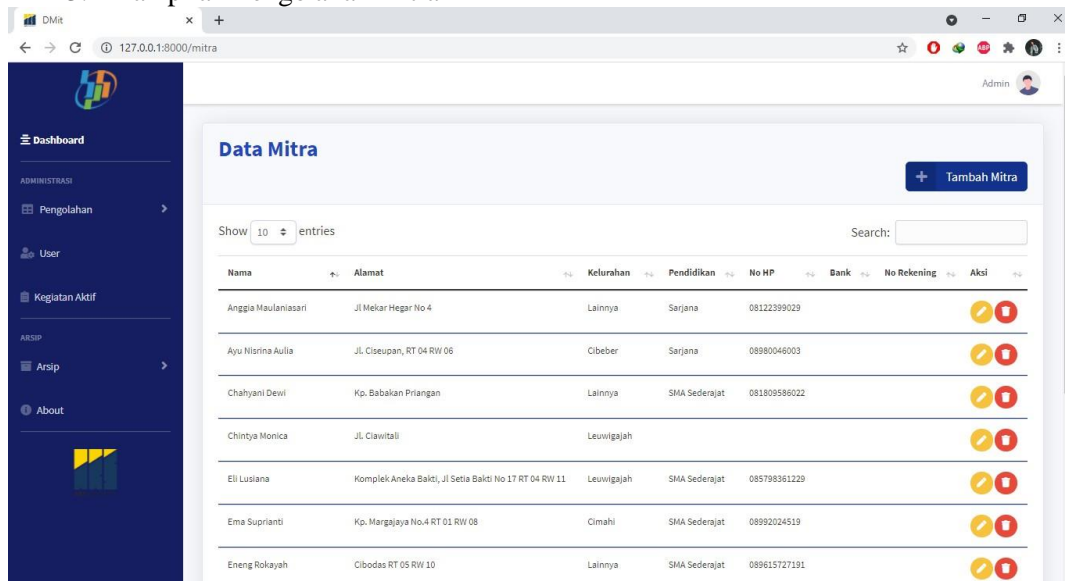 DMit
127.0.0.1:8000/mitra
ABP
Admin
Dashboard
Data Mitra
ADMINISTRASI
Tambah Mitra
Pengolahan
Show 10 entries Search:
User
Nama Alamat Kelurahan Pendidikan No HP Bank No Rekening Aksi
Kegiatan Aktif
Anggia Maulaniasari Jl Mekar Hegar No 4 Lainnya Sarjana 08122399029
ARSIP
Ayu Nisrina Aulia Jl. Ciseupan, RT 04 RW 06 Cibeber Sarjana 08980046003
Arsip
Chahyani Dewi Kp. Babakan Priangan Lainnya SMA Sederajat 081809586022
About
Chintya Monica Jl. Ciawitali Leuwigajah
Eli Lusiana Komplek Aneka Bakti, Jl Setia Bakti No 17 RT 04 RW 11 Leuwigajah SMA Sederajat 085798361229
Ema Suprianti Kp. Margajaya No.4 RT 01 RW 08 Cimahi SMA Sederajat 08992024519
Eneng Rokayah Cibodas RT 05 RW 10 Lainnya SMA Sederajat 089615727191